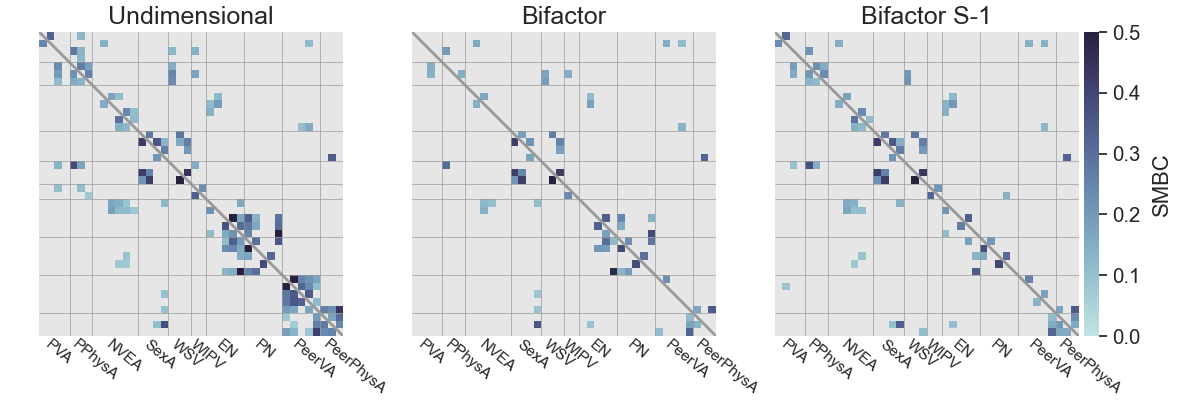 Undimensional
Bifactor
Bifactor S-1
0.5
0.4
0.3
0.2
0.1
0.0
SMBC
PVA
PPhysA
NVEA
SexA
WSV
WIPV
EN
PN
PeerVA
PeerPhysA
PVA
PPhysA
NVEA
SexA
WSV
WIPV
EN
PN
PeerVA
PeerPhysA
PVA
PPhysA
NVEA
SexA
WSV
WIPV
EN
PN
PeerVA
PeerPhysA